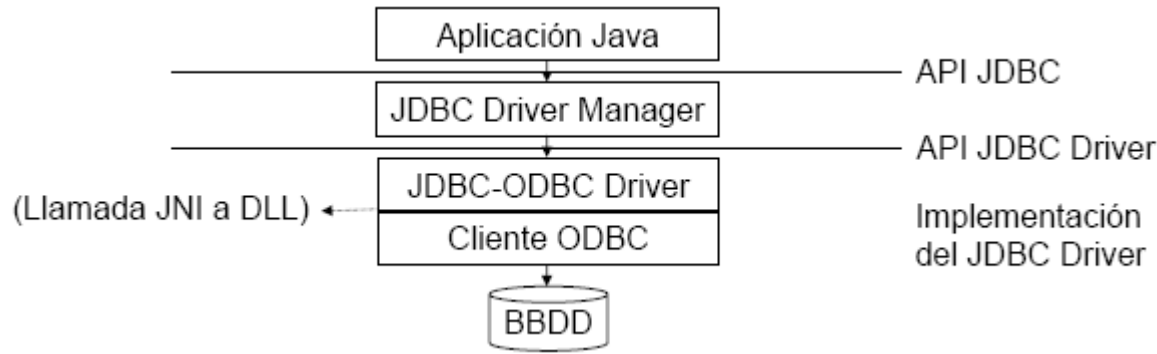 Aplicación Java
API JDBC
JDBC Driver Manager
API JDBC Driver
JDBC-ODBC Driver
(Llamada JNI a DLL)
Cliente ODBC
Implementación
del JDBC Driver
BBDD